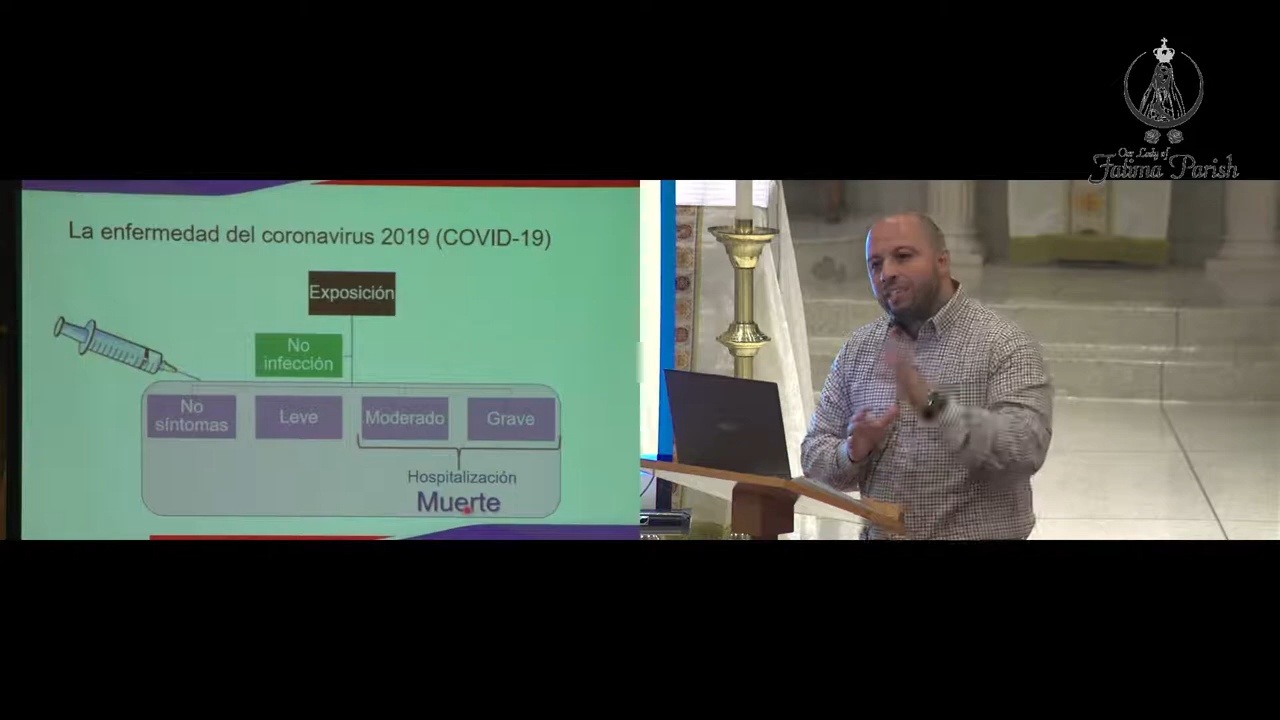 Our Lady of
Fatima Parish
La enfermedad del coronavirus 2019 (COVID-19)
Exposición
No
infección
No
síntomas
Leve
Moderado
Grave
Hospitalización
Muerte